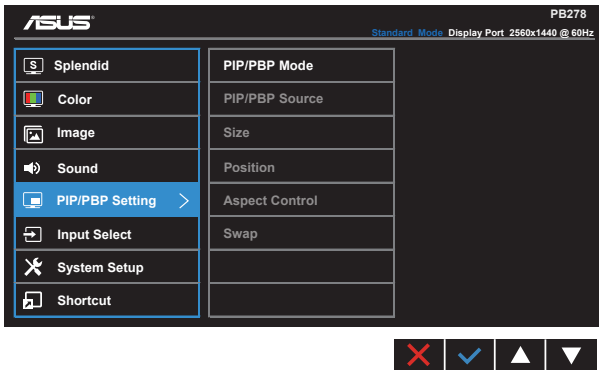 ASUS
PB278
Standard Mode Display Port 2560x1440 @ 60Hz
S Splendid
Color
Image
Sound
PIP/PBP Setting
Input Select
System Setup
Shortcut
PIP/PBP Mode
PIP/PBP Source
Size
Position
Aspect Control
Swap